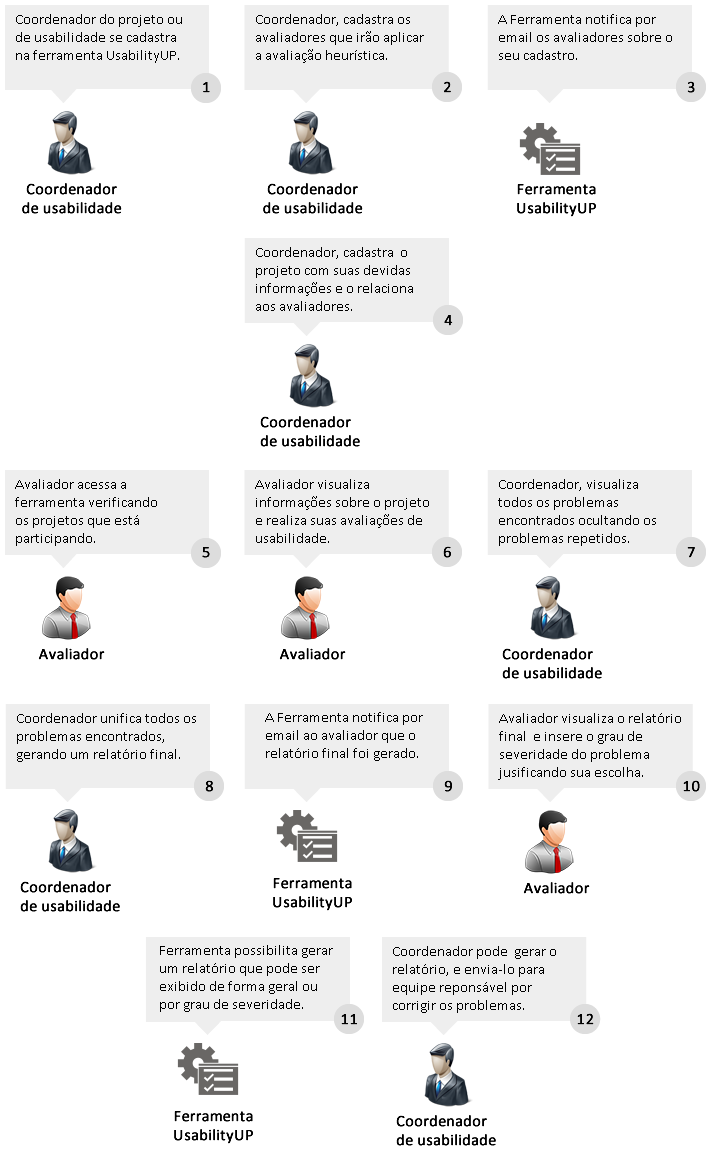 Coordenador do projeto ou
de usabilidade se cadastra
na ferramenta UsabilityUP.
1
Coordenador
de usabilidade
Coordenador, cadastra os
avaliadores que irão aplicar
a avaliação heurística.
2
Coordenador
de usabilidade
A Ferramenta notifica por
email os avaliadores sobre o
seu cadastro.
3
Ferramenta
UsabilityUP
Coordenador, cadastra o
projeto com suas devidas
informações e o relaciona
aos avaliadores.
4
Coordenador
de usabilidade
Avaliador acessa a
ferramenta verificando
os projetos que está
participando.
5
Avaliador
Avaliador visualiza
informações sobre o projeto
e realiza suas avaliações de
usabilidade.
6
Avaliador
Coordenador, visualiza
todos os problemas
encontrados ocultando os
problemas repetidos.
7
Coordenador
de usabilidade
Coordenador unifica todos os
problemas encontrados,
gerando um relatório final.
8
Coordenador
de usabilidade
A Ferramenta notifica por
email ao avaliador que o
relatório final foi gerado.
9
Ferramenta
UsabilityUP
Avaliador visualiza o relatório
final e insere o grau de
severidade do problema
jusificando sua escolha.
10
Avaliador
Ferramenta possibilita gerar
um relatório que pode ser
exibido de forma geral ou
por grau de severidade.
11
Ferramenta
UsabilityUP
Coordenador pode gerar o
relatório, e envia-lo para
equipe reponsável por
corrigir os problemas.
12
Coordenador
de usabilidade